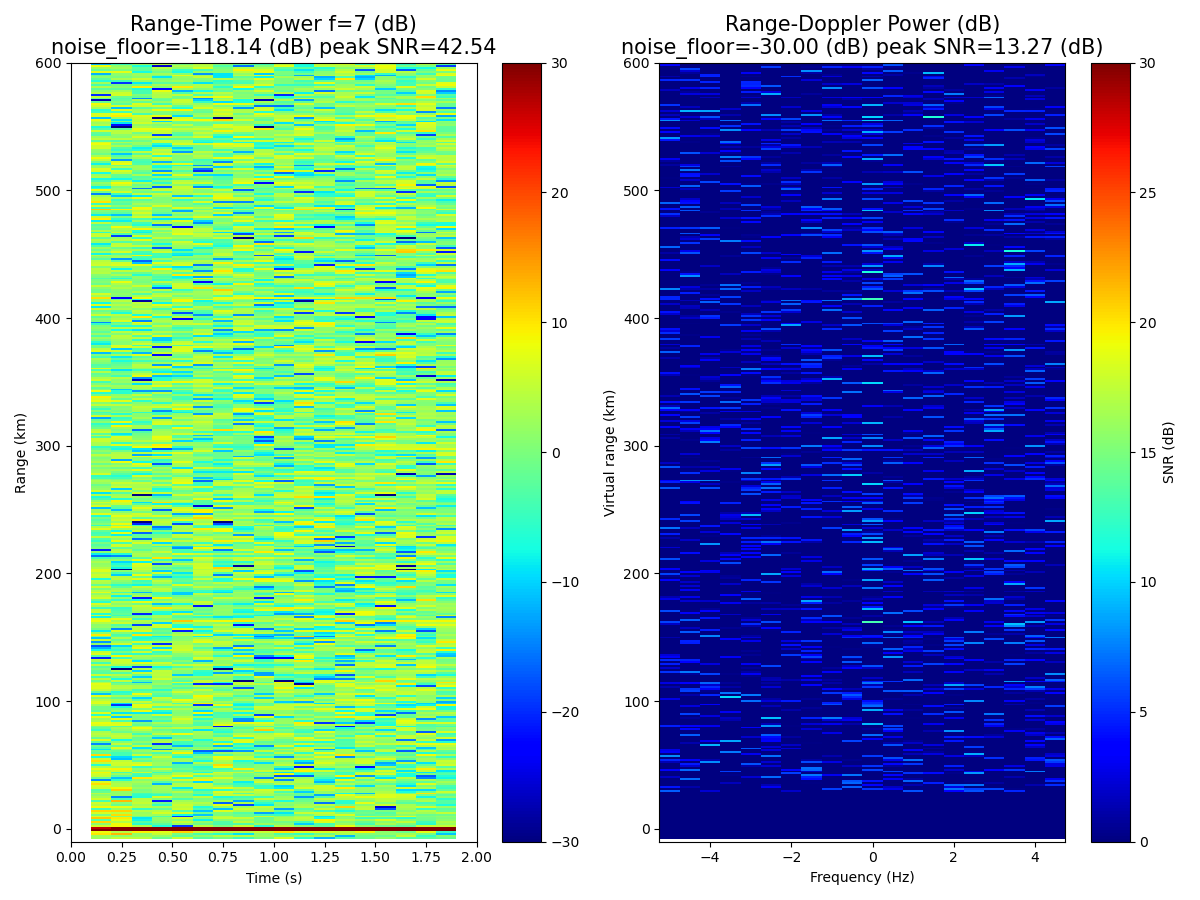 Range-Time Power f=7 (dB)
noise_floor=-118.14 (dB) peak SNR=42.54
600
500
400
300
200
100
0
Range (km)
0.00 0.25 0.50 0.75 1.00 1.25 1.50 1.75 2.00
Time (s)
30
20
10
0
−10
−20
−30
Range-Doppler Power (dB)
noise_floor=-30.00 (dB) peak SNR=13.27 (dB)
600
500
400
300
200
100
0
Virtual range (km)
−4 −2 0 2 4
Frequency (Hz)
30
25
20
15
10
5
0
SNR (dB)